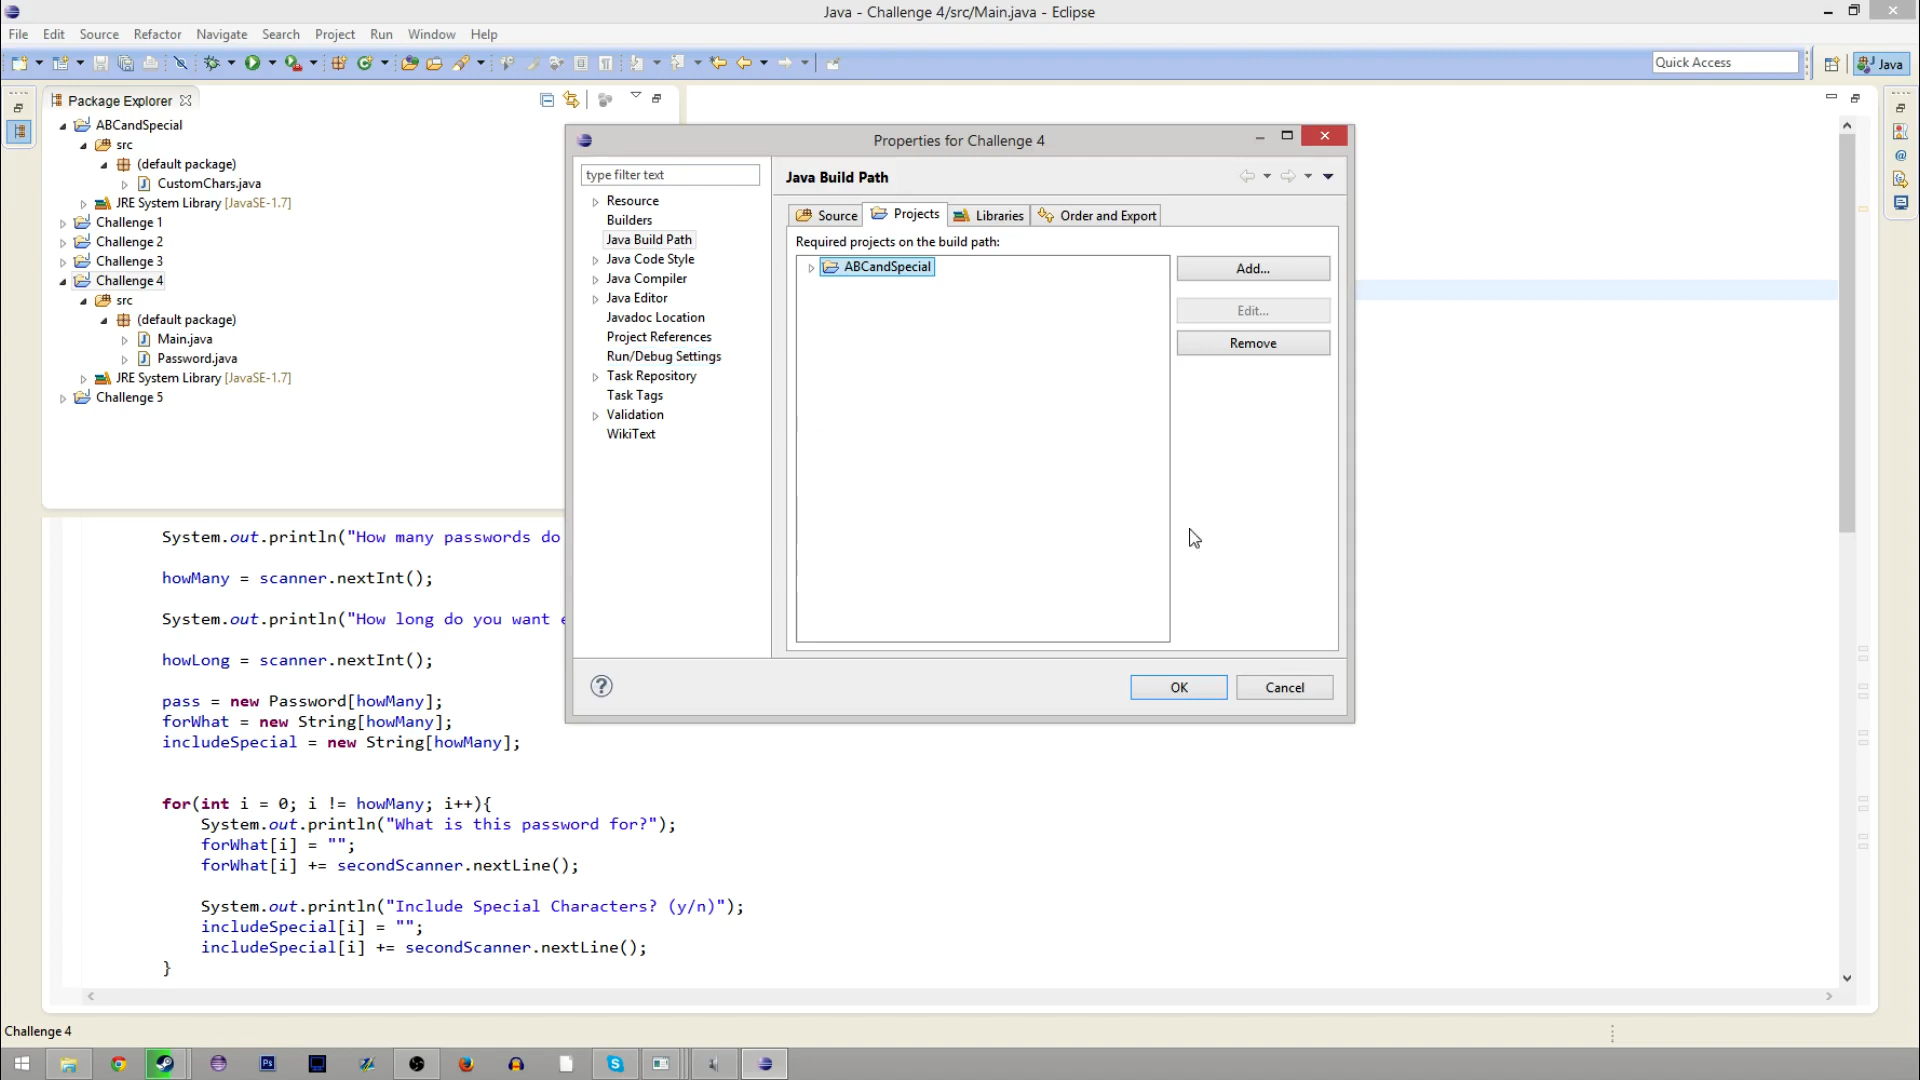 Java - Challenge 4/src/Main.java - Eclipse
File Edit Source Refactor Navigate Search Project Run Window Help
Quick Access
Java
Package Explorer
ABCandSpecial
src
(default package)
CustomChars.java
JRE System Library [JavaSE-1.7]
Challenge 1
Challenge 2
Challenge 3
Challenge 4
src
(default package)
Main.java
Password.java
JRE System Library [JavaSE-1.7]
Challenge 5
Properties for Challenge 4
type filter text
Resource
Builders
Java Build Path
Java Code Style
Java Compiler
Java Editor
Javadoc Location
Project References
Run/Debug Settings
Task Repository
Task Tags
Validation
WikiText
Java Build Path
Source Projects Libraries Order and Export
Required projects on the build path:
ABCandSpecial
Add...
Edit...
Remove
OK Cancel
System.out.println("How many passwords do
howMany = scanner.nextInt();
System.out.println("How long do you want
howLong = scanner.nextInt();
pass = new Password[howMany];
forWhat = new String[howMany];
includeSpecial = new String[howMany];
for(int i = 0; i != howMany; i++){
System.out.println("What is this password for?");
forWhat[i] = "";
forWhat[i] += secondScanner.nextLine();
System.out.println("Include Special Characters? (y/n)");
includeSpecial[i] = "";
includeSpecial[i] += secondScanner.nextLine();
}
Challenge 4
Ps